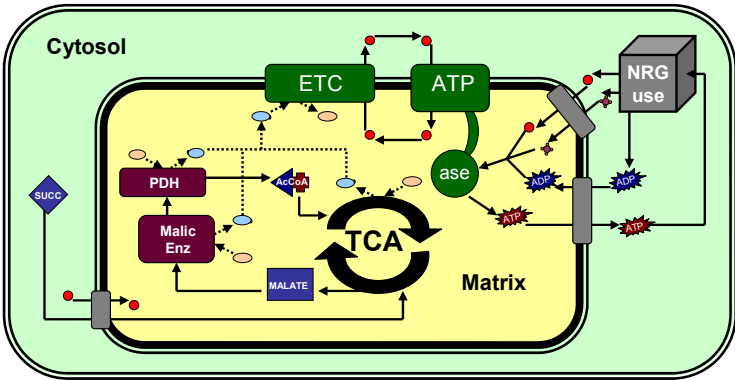 Cytosol
ETC
ATP
NRG
use
PDH
AcCoA
ase
ADP
ADP
SUCC
Malic
Enz
TCA
ATP
ATP
MALATE
Matrix